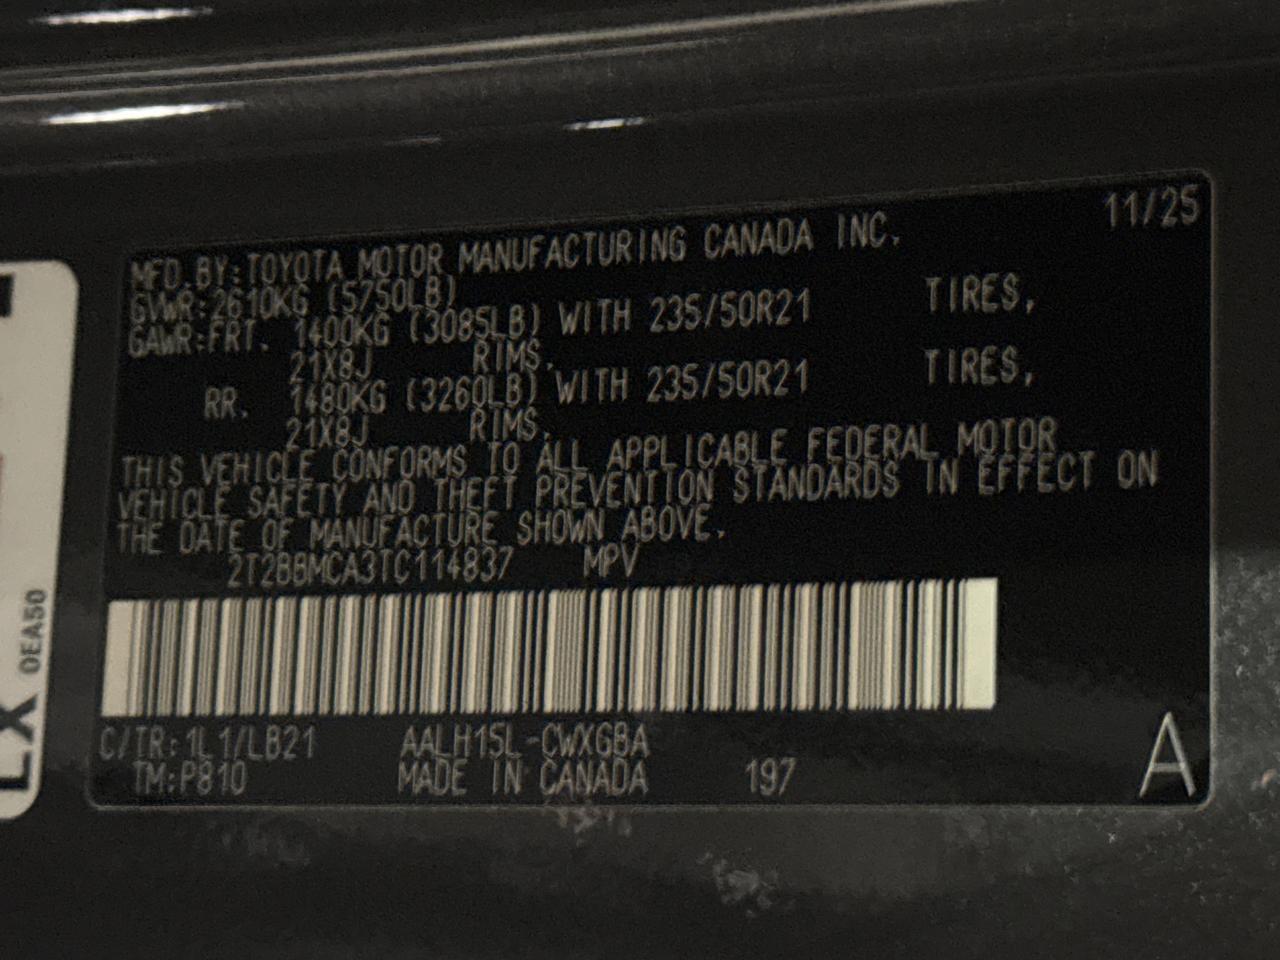 11/25
MFD.BY:TOYOTA MOTOR MANUFACTURING CANADA INC.
GVWR:2610KG (5750LB)
GAWR:FRT. 1400KG (3085LB) WITH 235/50R21 TIRES,
21X8J RIMS.
RR. 1480KG (3260LB) WITH 235/50R21 TIRES,
21X8J RIMS.
THIS VEHICLE CONFORMS TO ALL APPLICABLE FEDERAL MOTOR
VEHICLE SAFETY AND THEFT PREVENTION STANDARDS IN EFFECT ON
THE DATE OF MANUFACTURE SHOWN ABOVE.
2T2BBMCA3TC114837 MPV
C/TR:1L1/LB21 AALH15L-CWXGBA
TM:P810 MADE IN CANADA 197
A
0EA50
LX